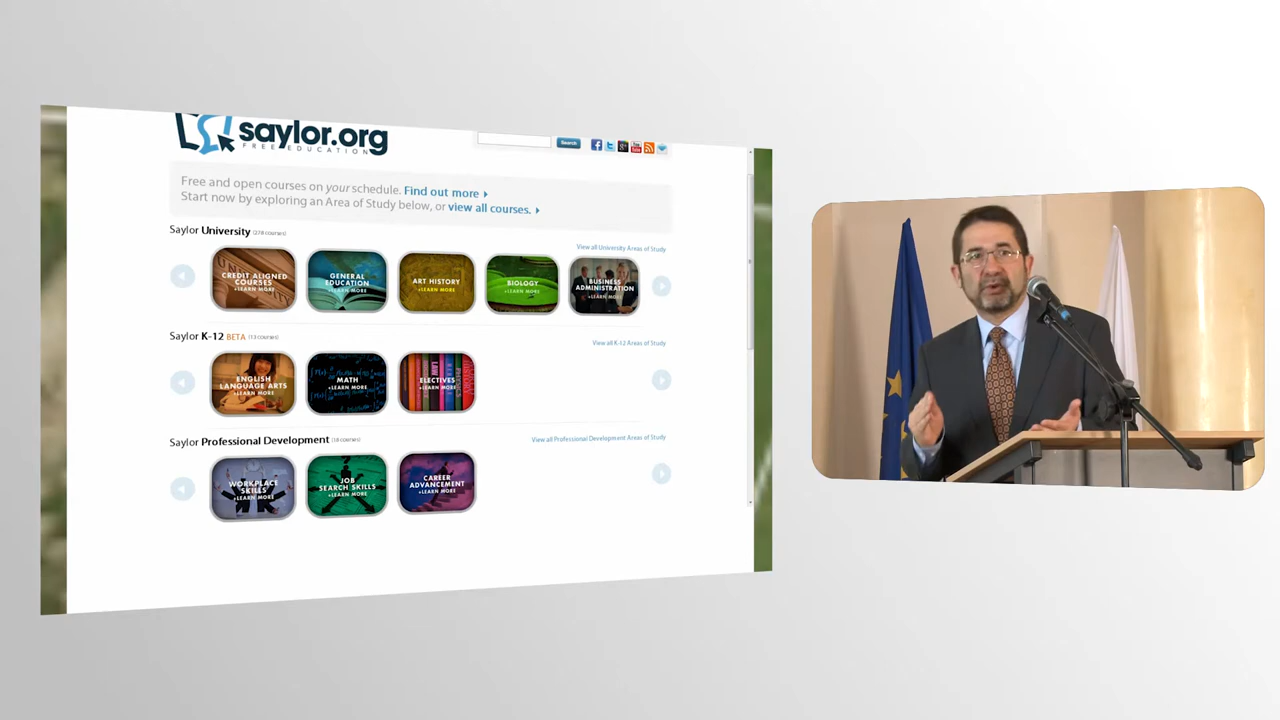 saylor.org
FREE EDUCATION
Search
Free and open courses on your schedule. Find out more
Start now by exploring an Area of Study below, or view all courses.
Saylor University
View all University Areas of Study
CREDIT ALIGNED
COURSES
+LEARN MORE
GENERAL
EDUCATION
+LEARN MORE
ART HISTORY
+LEARN MORE
BIOLOGY
+LEARN MORE
BUSINESS
ADMINISTRATION
+LEARN MORE
Saylor K-12 BETA (13 courses)
View all K-12 Areas of Study
ENGLISH
LANGUAGE ARTS
+LEARN MORE
MATH
+LEARN MORE
ELECTIVES
+LEARN MORE
Saylor Professional Development
View all Professional Development Areas of Study
WORKPLACE
SKILLS
+LEARN MORE
JOB
SEARCH SKILLS
+LEARN MORE
CAREER
ADVANCEMENT
+LEARN MORE